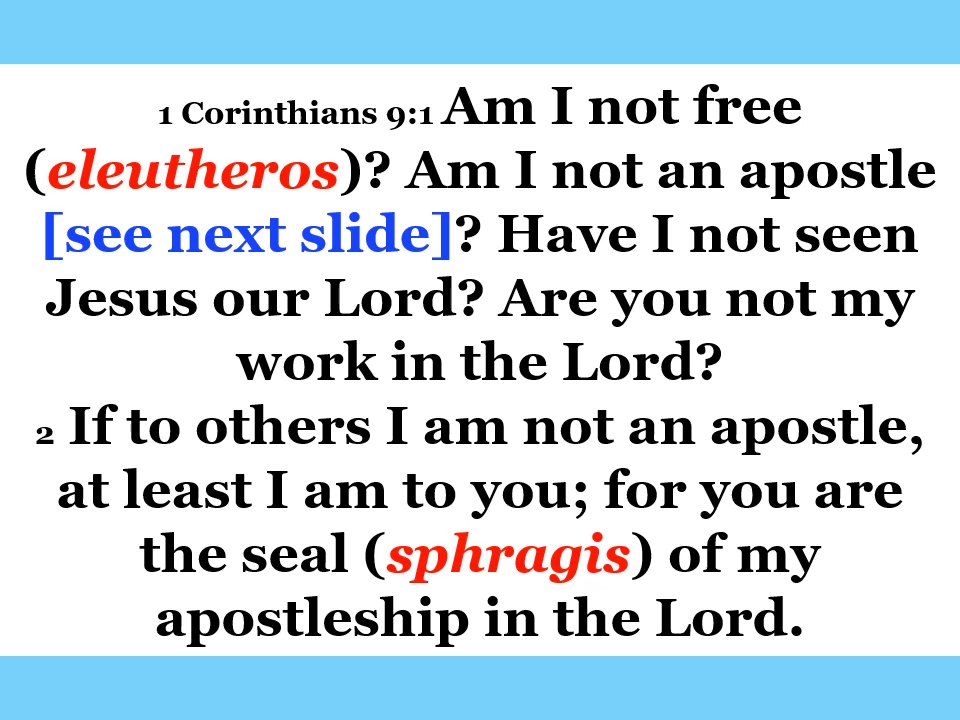 1 Corinthians 9:1 Am I not free
(eleutheros)? Am I not an apostle
[see next slide]? Have I not seen
Jesus our Lord? Are you not my
work in the Lord?
2 If to others I am not an apostle,
at least I am to you; for you are
the seal (sphragis) of my
apostleship in the Lord.